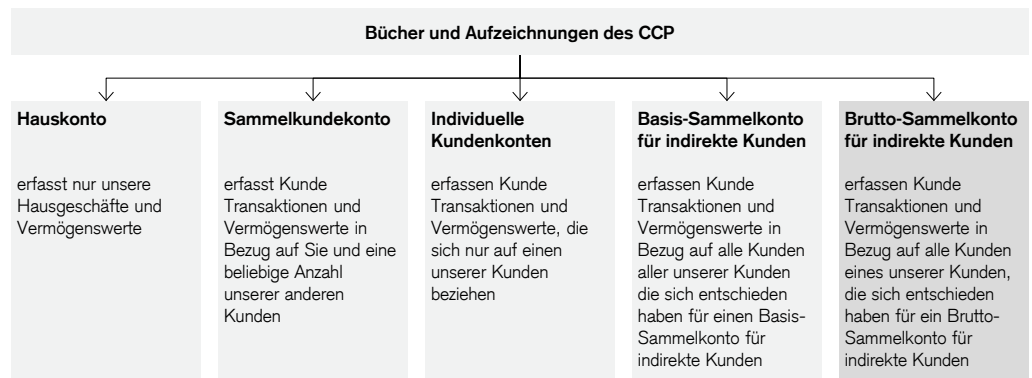 Bücher und Aufzeichnungen des CCP
Hauskonto
erfasst nur unsere
Hausgeschäfte und
Vermögenswerte
Sammelkundekonto
erfasst Kunde
Transaktionen und
Vermögenswerte in
Bezug auf Sie und eine
beliebige Anzahl
unserer anderen
Kunden
Individuelle
Kundenkonten
erfassen Kunde
Transaktionen und
Vermögenswerte, die
sich nur auf einen
unserer Kunden
beziehen
Basis-Sammelkonto
für indirekte Kunden
erfassen Kunde
Transaktionen und
Vermögenswerte in
Bezug auf alle Kunden
aller unserer Kunden
die sich entschieden
haben für einen Basis-
Sammelkonto für
indirekte Kunden
Brutto-Sammelkonto
für indirekte Kunden
erfassen Kunde
Transaktionen und
Vermögenswerte in
Bezug auf alle Kunden
eines unserer Kunden,
die sich entschieden
haben für ein Brutto-
Sammelkonto für
indirekte Kunden